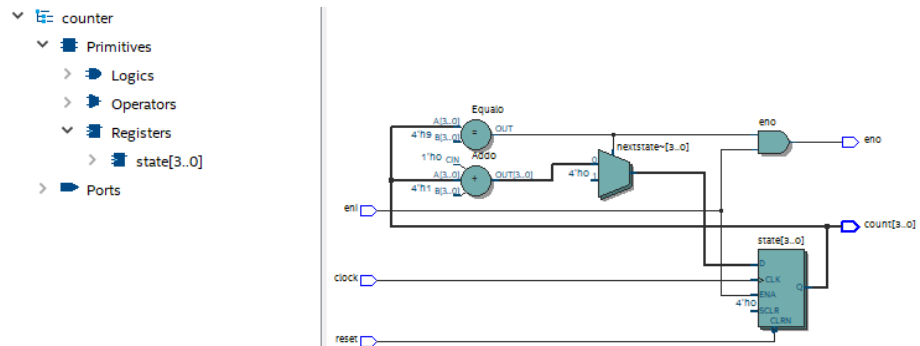 counter
Primitives
Logics
Operators
Registers
state[3..0]
Ports
Equal0
A[3..0]
OUT
4'h9
B[3..0]
Add0
1'h0
CIN
A[3..0]
OUT[3..0]
4'h1
B[3..0]
nextstate~[3..0]
0
4'h0
1
eno
eno
eni
count[3..0]
state[3..0]
D
clock
CLK
Q
ENA
4'h0
SCLR
CLRN
reset